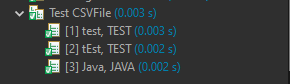 Test CSVFile (0.003 s)
[1] test, TEST (0.003 s)
[2] tEst, TEST (0.002 s)
[3] Java, JAVA (0.002 s)